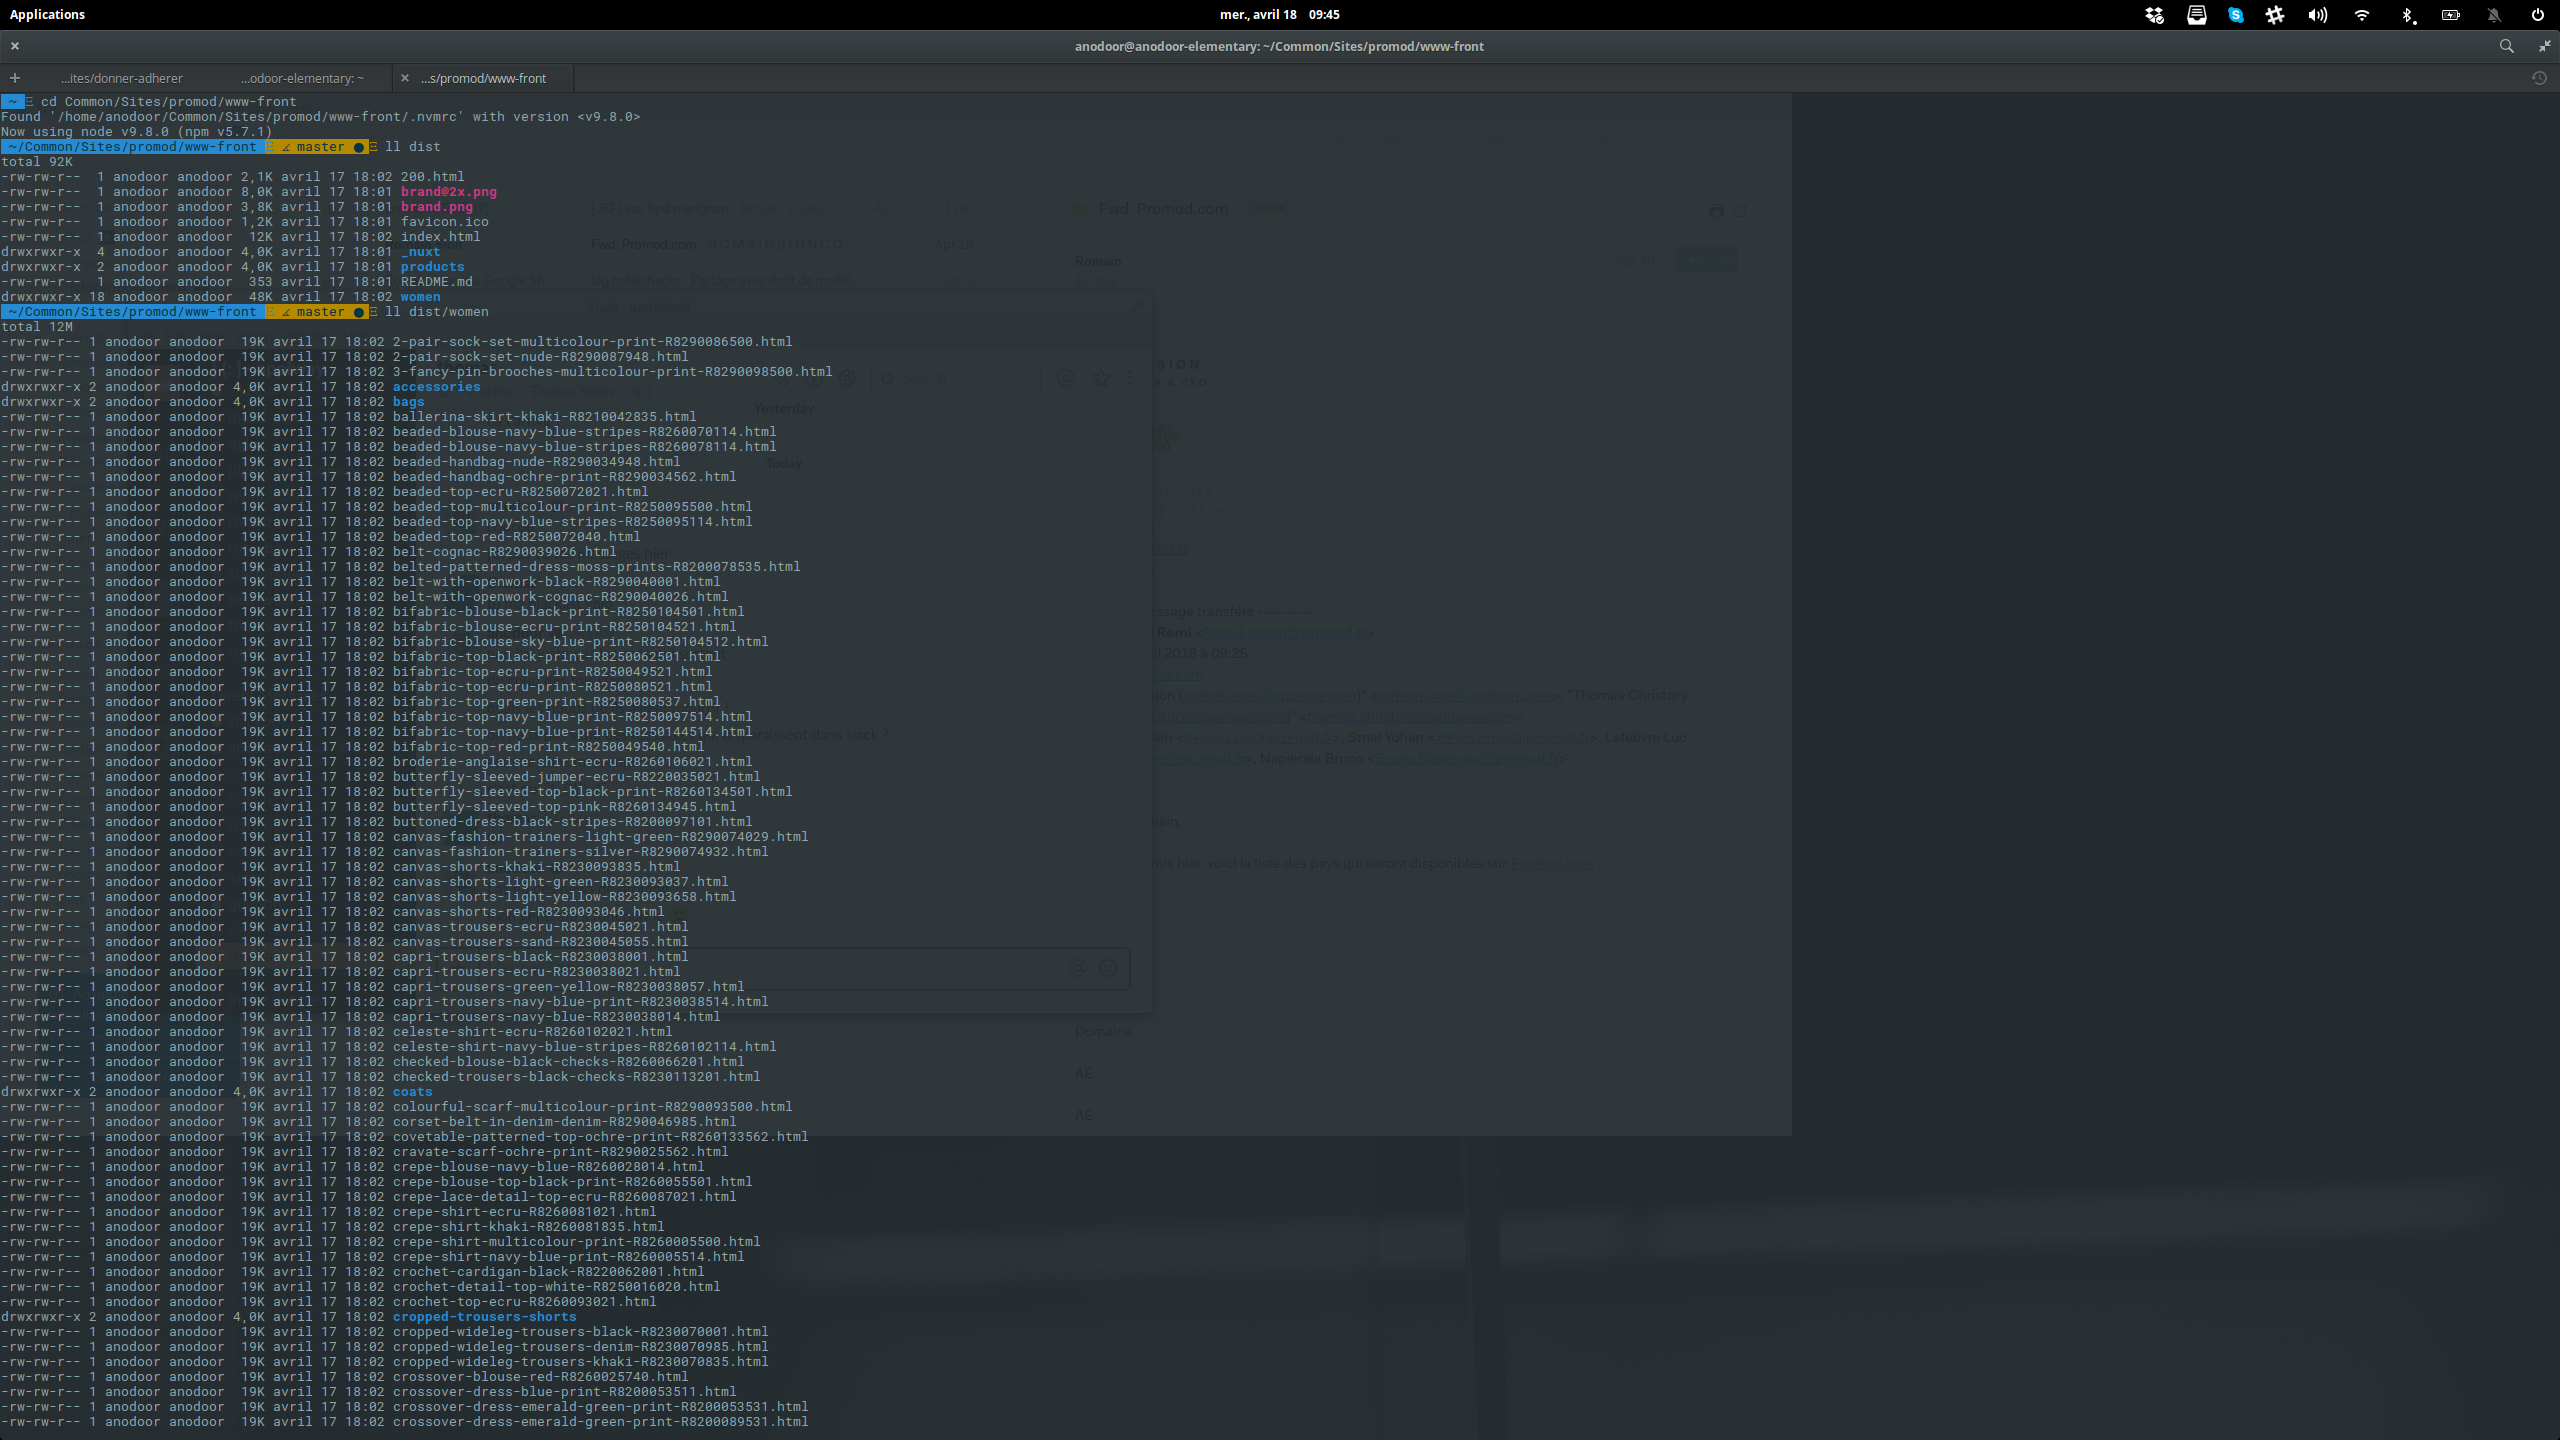 Applications
mer., avril 18 09:45
anodoor@anodoor-elementary: ~/Common/Sites/promod/www-front
...ites/donner-adherer
...odoor-elementary: ~
...s/promod/www-front
~ cd Common/Sites/promod/www-front
Found '/home/anodoor/Common/Sites/promod/www-front/.nvmrc' with version <v9.8.0>
Now using node v9.8.0 (npm v5.7.1)
~/Common/Sites/promod/www-front master ● ll dist
total 92K
-rw-rw-r-- 1 anodoor anodoor 2,1K avril 17 18:02 200.html
-rw-rw-r-- 1 anodoor anodoor 8,0K avril 17 18:01 brand@2x.png
-rw-rw-r-- 1 anodoor anodoor 3,8K avril 17 18:01 brand.png
-rw-rw-r-- 1 anodoor anodoor 1,2K avril 17 18:01 favicon.ico
-rw-rw-r-- 1 anodoor anodoor 12K avril 17 18:02 index.html
drwxrwxr-x 4 anodoor anodoor 4,0K avril 17 18:01 _nuxt
drwxrwxr-x 2 anodoor anodoor 4,0K avril 17 18:01 products
-rw-rw-r-- 1 anodoor anodoor 353 avril 17 18:01 README.md
drwxrwxr-x 18 anodoor anodoor 48K avril 17 18:02 women
~/Common/Sites/promod/www-front master ● ll dist/women
total 12M
-rw-rw-r-- 1 anodoor anodoor 19K avril 17 18:02 2-pair-sock-set-multicolour-print-R8290086500.html
-rw-rw-r-- 1 anodoor anodoor 19K avril 17 18:02 2-pair-sock-set-nude-R8290087948.html
-rw-rw-r-- 1 anodoor anodoor 19K avril 17 18:02 3-fancy-pin-brooches-multicolour-print-R8290098500.html
drwxrwxr-x 2 anodoor anodoor 4,0K avril 17 18:02 accessories
drwxrwxr-x 2 anodoor anodoor 4,0K avril 17 18:02 bags
-rw-rw-r-- 1 anodoor anodoor 19K avril 17 18:02 ballerina-skirt-khaki-R8210042835.html
-rw-rw-r-- 1 anodoor anodoor 19K avril 17 18:02 beaded-blouse-navy-blue-stripes-R8260070114.html
-rw-rw-r-- 1 anodoor anodoor 19K avril 17 18:02 beaded-blouse-navy-blue-stripes-R8260078114.html
-rw-rw-r-- 1 anodoor anodoor 19K avril 17 18:02 beaded-handbag-nude-R8290034948.html
-rw-rw-r-- 1 anodoor anodoor 19K avril 17 18:02 beaded-handbag-ochre-print-R8290034562.html
-rw-rw-r-- 1 anodoor anodoor 19K avril 17 18:02 beaded-top-ecru-R8250072021.html
-rw-rw-r-- 1 anodoor anodoor 19K avril 17 18:02 beaded-top-multicolour-print-R8250095500.html
-rw-rw-r-- 1 anodoor anodoor 19K avril 17 18:02 beaded-top-navy-blue-stripes-R8250095114.html
-rw-rw-r-- 1 anodoor anodoor 19K avril 17 18:02 beaded-top-red-R8250072040.html
-rw-rw-r-- 1 anodoor anodoor 19K avril 17 18:02 belt-cognac-R8290039026.html
-rw-rw-r-- 1 anodoor anodoor 19K avril 17 18:02 belted-patterned-dress-moss-prints-R8200078535.html
-rw-rw-r-- 1 anodoor anodoor 19K avril 17 18:02 belt-with-openwork-black-R8290040001.html
-rw-rw-r-- 1 anodoor anodoor 19K avril 17 18:02 belt-with-openwork-cognac-R8290040026.html
-rw-rw-r-- 1 anodoor anodoor 19K avril 17 18:02 bifabric-blouse-black-print-R8250104501.html
-rw-rw-r-- 1 anodoor anodoor 19K avril 17 18:02 bifabric-blouse-ecru-print-R8250104521.html
-rw-rw-r-- 1 anodoor anodoor 19K avril 17 18:02 bifabric-blouse-sky-blue-print-R8250104512.html
-rw-rw-r-- 1 anodoor anodoor 19K avril 17 18:02 bifabric-top-black-print-R8250062501.html
-rw-rw-r-- 1 anodoor anodoor 19K avril 17 18:02 bifabric-top-ecru-print-R8250049521.html
-rw-rw-r-- 1 anodoor anodoor 19K avril 17 18:02 bifabric-top-ecru-print-R8250080521.html
-rw-rw-r-- 1 anodoor anodoor 19K avril 17 18:02 bifabric-top-green-print-R8250080537.html
-rw-rw-r-- 1 anodoor anodoor 19K avril 17 18:02 bifabric-top-navy-blue-print-R8250097514.html
-rw-rw-r-- 1 anodoor anodoor 19K avril 17 18:02 bifabric-top-navy-blue-print-R8250144514.html
-rw-rw-r-- 1 anodoor anodoor 19K avril 17 18:02 bifabric-top-red-print-R8250049540.html
-rw-rw-r-- 1 anodoor anodoor 19K avril 17 18:02 broderie-anglaise-shirt-ecru-R8260106021.html
-rw-rw-r-- 1 anodoor anodoor 19K avril 17 18:02 butterfly-sleeved-jumper-ecru-R8220035021.html
-rw-rw-r-- 1 anodoor anodoor 19K avril 17 18:02 butterfly-sleeved-top-black-print-R8260134501.html
-rw-rw-r-- 1 anodoor anodoor 19K avril 17 18:02 butterfly-sleeved-top-pink-R8260134945.html
-rw-rw-r-- 1 anodoor anodoor 19K avril 17 18:02 buttoned-dress-black-stripes-R8200097101.html
-rw-rw-r-- 1 anodoor anodoor 19K avril 17 18:02 canvas-fashion-trainers-light-green-R8290074029.html
-rw-rw-r-- 1 anodoor anodoor 19K avril 17 18:02 canvas-fashion-trainers-silver-R8290074932.html
-rw-rw-r-- 1 anodoor anodoor 19K avril 17 18:02 canvas-shorts-khaki-R8230093835.html
-rw-rw-r-- 1 anodoor anodoor 19K avril 17 18:02 canvas-shorts-light-green-R8230093037.html
-rw-rw-r-- 1 anodoor anodoor 19K avril 17 18:02 canvas-shorts-light-yellow-R8230093658.html
-rw-rw-r-- 1 anodoor anodoor 19K avril 17 18:02 canvas-shorts-red-R8230093046.html
-rw-rw-r-- 1 anodoor anodoor 19K avril 17 18:02 canvas-trousers-ecru-R8230045021.html
-rw-rw-r-- 1 anodoor anodoor 19K avril 17 18:02 canvas-trousers-sand-R8230045055.html
-rw-rw-r-- 1 anodoor anodoor 19K avril 17 18:02 capri-trousers-black-R8230038001.html
-rw-rw-r-- 1 anodoor anodoor 19K avril 17 18:02 capri-trousers-ecru-R8230038021.html
-rw-rw-r-- 1 anodoor anodoor 19K avril 17 18:02 capri-trousers-green-yellow-R8230038057.html
-rw-rw-r-- 1 anodoor anodoor 19K avril 17 18:02 capri-trousers-navy-blue-print-R8230038514.html
-rw-rw-r-- 1 anodoor anodoor 19K avril 17 18:02 capri-trousers-navy-blue-R8230038014.html
-rw-rw-r-- 1 anodoor anodoor 19K avril 17 18:02 celeste-shirt-ecru-R8260102021.html
-rw-rw-r-- 1 anodoor anodoor 19K avril 17 18:02 celeste-shirt-navy-blue-stripes-R8260102114.html
-rw-rw-r-- 1 anodoor anodoor 19K avril 17 18:02 checked-blouse-black-checks-R8260066201.html
-rw-rw-r-- 1 anodoor anodoor 19K avril 17 18:02 checked-trousers-black-checks-R8230113201.html
drwxrwxr-x 2 anodoor anodoor 4,0K avril 17 18:02 coats
-rw-rw-r-- 1 anodoor anodoor 19K avril 17 18:02 colourful-scarf-multicolour-print-R8290093500.html
-rw-rw-r-- 1 anodoor anodoor 19K avril 17 18:02 corset-belt-in-denim-denim-R8290046985.html
-rw-rw-r-- 1 anodoor anodoor 19K avril 17 18:02 covetable-patterned-top-ochre-print-R8260133562.html
-rw-rw-r-- 1 anodoor anodoor 19K avril 17 18:02 cravate-scarf-ochre-print-R8290025562.html
-rw-rw-r-- 1 anodoor anodoor 19K avril 17 18:02 crepe-blouse-navy-blue-R8260028014.html
-rw-rw-r-- 1 anodoor anodoor 19K avril 17 18:02 crepe-blouse-top-black-print-R8260055501.html
-rw-rw-r-- 1 anodoor anodoor 19K avril 17 18:02 crepe-lace-detail-top-ecru-R8260087021.html
-rw-rw-r-- 1 anodoor anodoor 19K avril 17 18:02 crepe-shirt-ecru-R8260081021.html
-rw-rw-r-- 1 anodoor anodoor 19K avril 17 18:02 crepe-shirt-khaki-R8260081835.html
-rw-rw-r-- 1 anodoor anodoor 19K avril 17 18:02 crepe-shirt-multicolour-print-R8260005500.html
-rw-rw-r-- 1 anodoor anodoor 19K avril 17 18:02 crepe-shirt-navy-blue-print-R8260005514.html
-rw-rw-r-- 1 anodoor anodoor 19K avril 17 18:02 crochet-cardigan-black-R8220062001.html
-rw-rw-r-- 1 anodoor anodoor 19K avril 17 18:02 crochet-detail-top-white-R8250016020.html
-rw-rw-r-- 1 anodoor anodoor 19K avril 17 18:02 crochet-top-ecru-R8260093021.html
drwxrwxr-x 2 anodoor anodoor 4,0K avril 17 18:02 cropped-trousers-shorts
-rw-rw-r-- 1 anodoor anodoor 19K avril 17 18:02 cropped-wideleg-trousers-black-R8230070001.html
-rw-rw-r-- 1 anodoor anodoor 19K avril 17 18:02 cropped-wideleg-trousers-denim-R8230070985.html
-rw-rw-r-- 1 anodoor anodoor 19K avril 17 18:02 cropped-wideleg-trousers-khaki-R8230070835.html
-rw-rw-r-- 1 anodoor anodoor 19K avril 17 18:02 crossover-blouse-red-R8260025740.html
-rw-rw-r-- 1 anodoor anodoor 19K avril 17 18:02 crossover-dress-blue-print-R8200053511.html
-rw-rw-r-- 1 anodoor anodoor 19K avril 17 18:02 crossover-dress-emerald-green-print-R8200053531.html
-rw-rw-r-- 1 anodoor anodoor 19K avril 17 18:02 crossover-dress-emerald-green-print-R8200089531.html
Fwd: Promod.com
Fwd: Promod.com
Romain
Search
Yesterday
Today
ssage transféré
Remi
il 2018 à 09:25
"Thomas Christory
raissent dans slack ?
Smal Yohan
Lefebvre Luc
Napierala Bruno
mis hier, voici la liste des pays qui seront disponibles sur Promod.com
Domaine
AE
AE